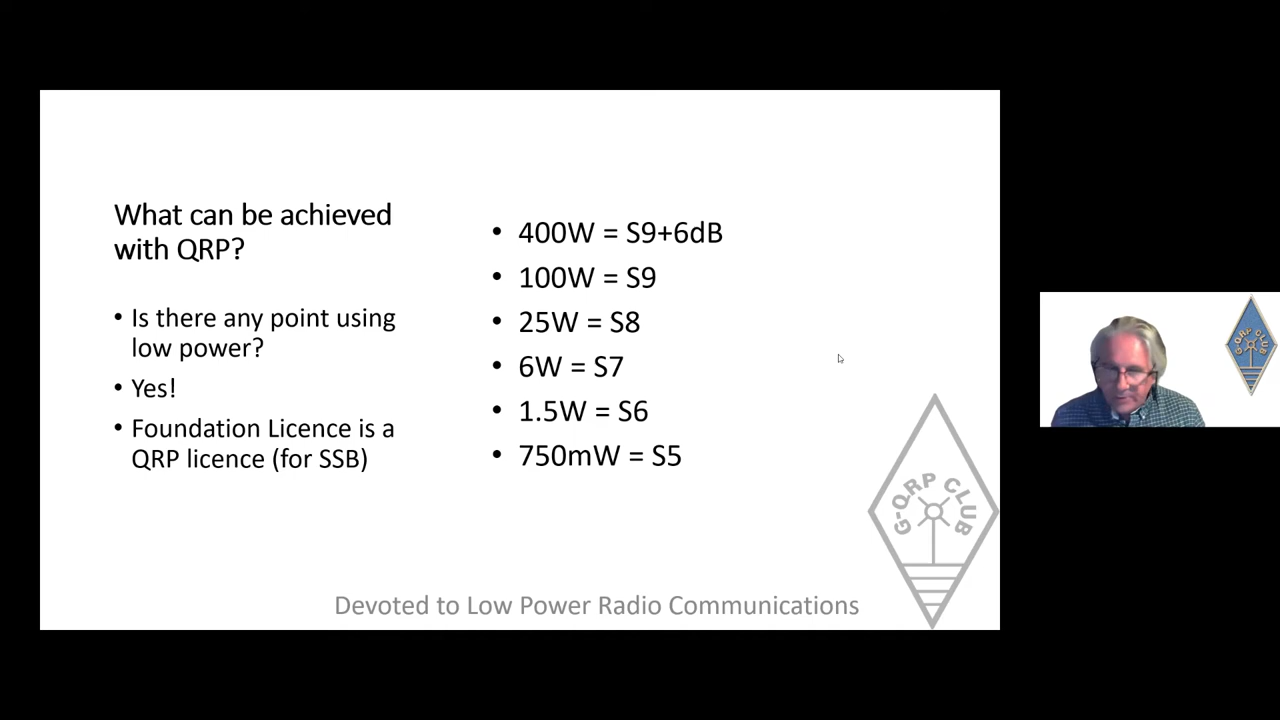 What can be achieved
with QRP?
• Is there any point using
low power?
• Yes!
• Foundation Licence is a
QRP licence (for SSB)
• 400W = S9+6dB
• 100W = S9
• 25W = S8
• 6W = S7
• 1.5W = S6
• 750mW = S5
G-QRP CLUB
Devoted to Low Power Radio Communications
G-QRP CLUB